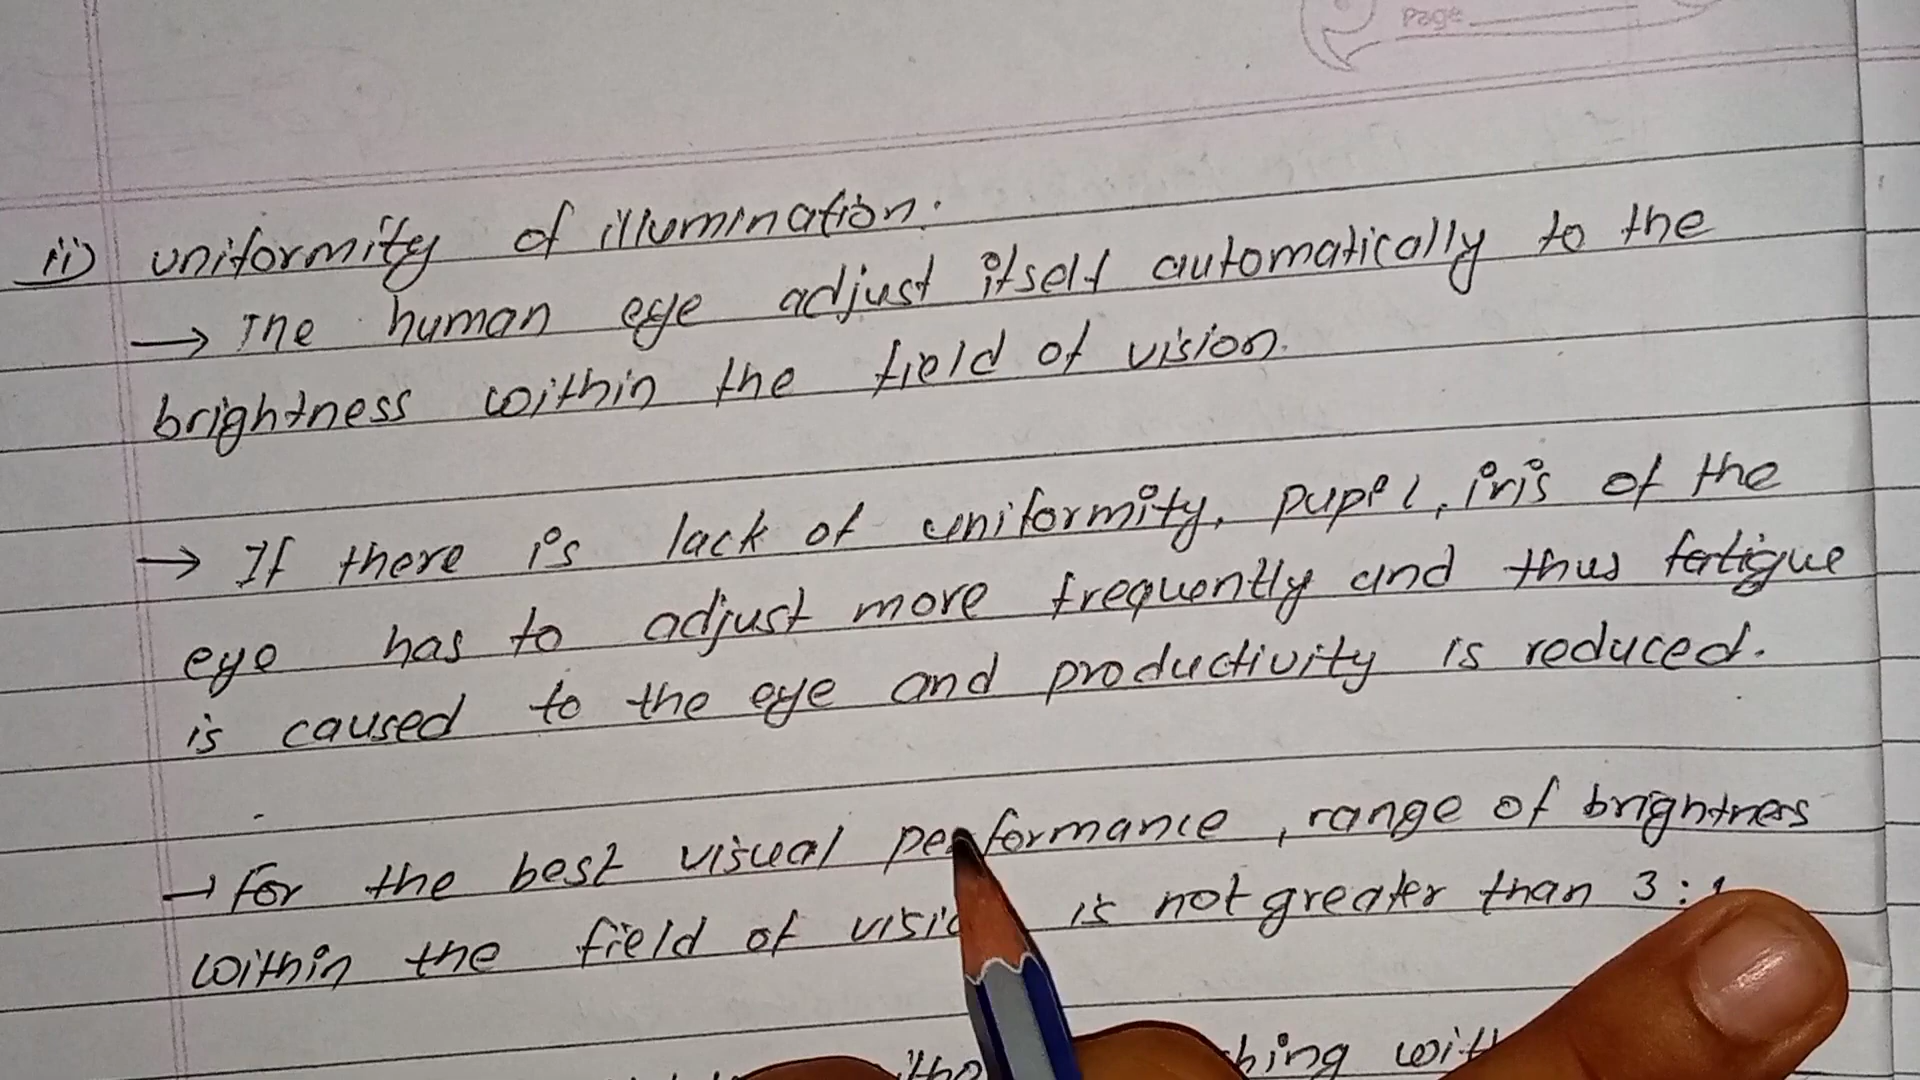 Page
ii) uniformity of illumination.
→ The human eye adjust itself automatically to the
brightness within the field of vision.
→ If there is lack of uniformity, pupil, iris of the
eye has to adjust more frequently and thus fatigue
is caused to the eye and productivity is reduced.
→ for the best visual performance, range of brightness
within the field of is not greater than 3:1